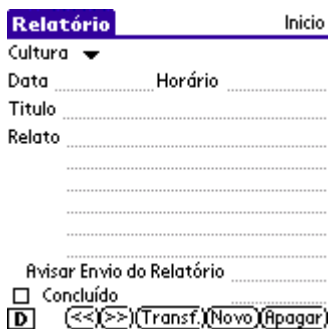 Relatório Inicio
Cultura
Data Horário
Titulo
Relato
Avisar Envio do Relatório
Concluído
D << >> Transf. Novo Apagar